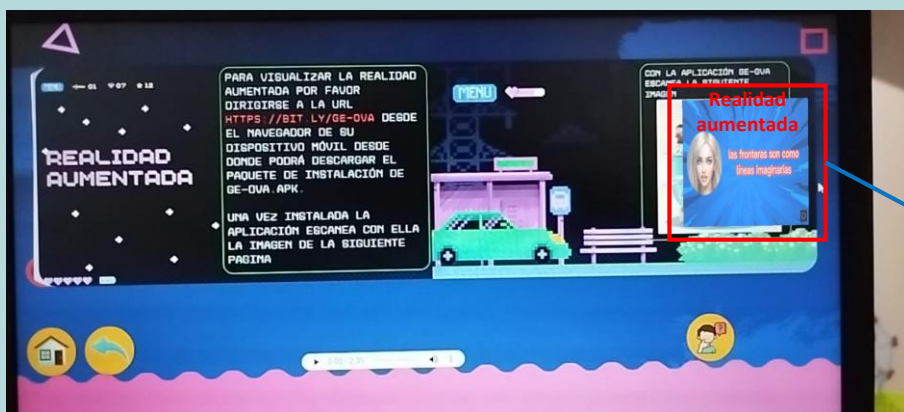 01 07 12
REALIDAD
AUMENTADA
PARA VISUALIZAR LA REALIDAD
AUMENTADA POR FAVOR
DIRIGIRSE A LA URL
HTTPS://BIT.LY/GE-OVA DESDE
EL NAVEGADOR DE SU
DISPOSITIVO MÓVIL DESDE
DONDE PODRÁ DESCARGAR EL
PAQUETE DE INSTALACIÓN DE
GE-OVA.APK.
UNA VEZ INSTALADA LA
APLICACIÓN ESCANEA CON ELLA
LA IMAGEN DE LA SIGUIENTE
PAGINA
MENU
CON LA APLICACIÓN GE-OVA
ESCANEA LA SIGUIENTE
IMAGEN
Realidad
aumentada
las fronteras son como
líneas imaginarias